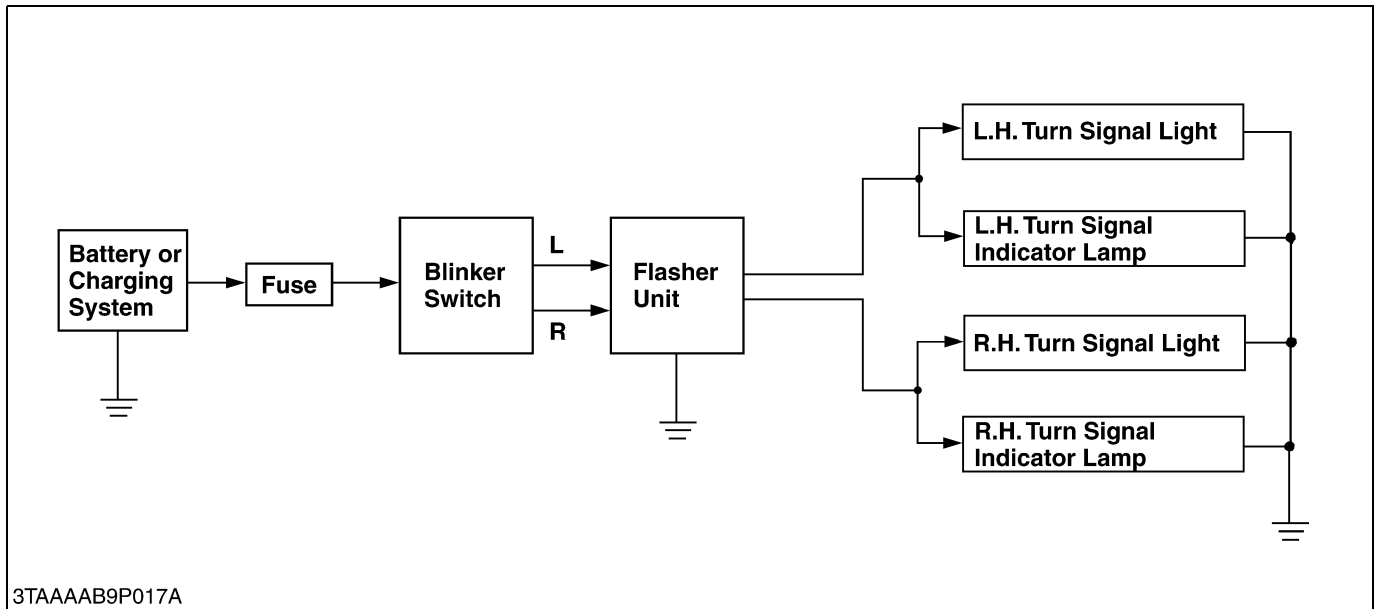 Battery or
Charging
System
Fuse
Blinker
Switch
L
R
Flasher
Unit
L.H. Turn Signal Light
L.H. Turn Signal
Indicator Lamp
R.H. Turn Signal Light
R.H. Turn Signal
Indicator Lamp
3TAAAAB9P017A